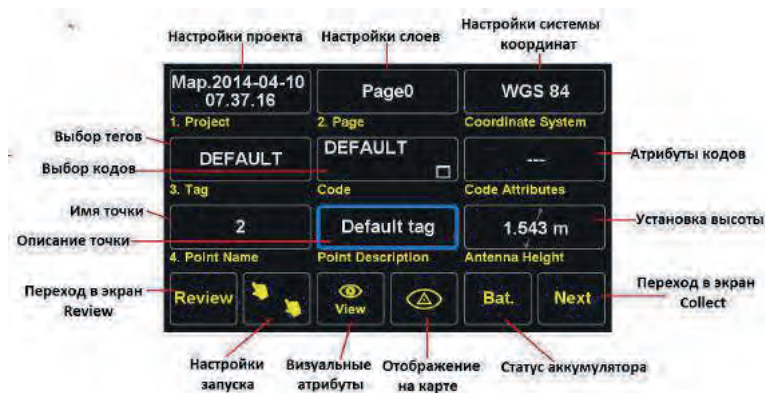 Настройки проекта
Настройки слоев
Настройки системы
координат
Map.2014-04-10
07.37.16
Page0
WGS 84
1. Project
2. Page
Coordinate System
Выбор тегов
Выбор кодов
DEFAULT
DEFAULT
---
Атрибуты кодов
3. Tag
Code
Code Attributes
Имя точки
Описание точки
2
Default tag
1.543 m
Установка высоты
4. Point Name
Point Description
Antenna Height
Переход в экран
Review
Review
View
Bat.
Next
Переход в экран
Collect
Настройки
запуска
Визуальные
атрибуты
Отображение
на карте
Статус аккумулятора